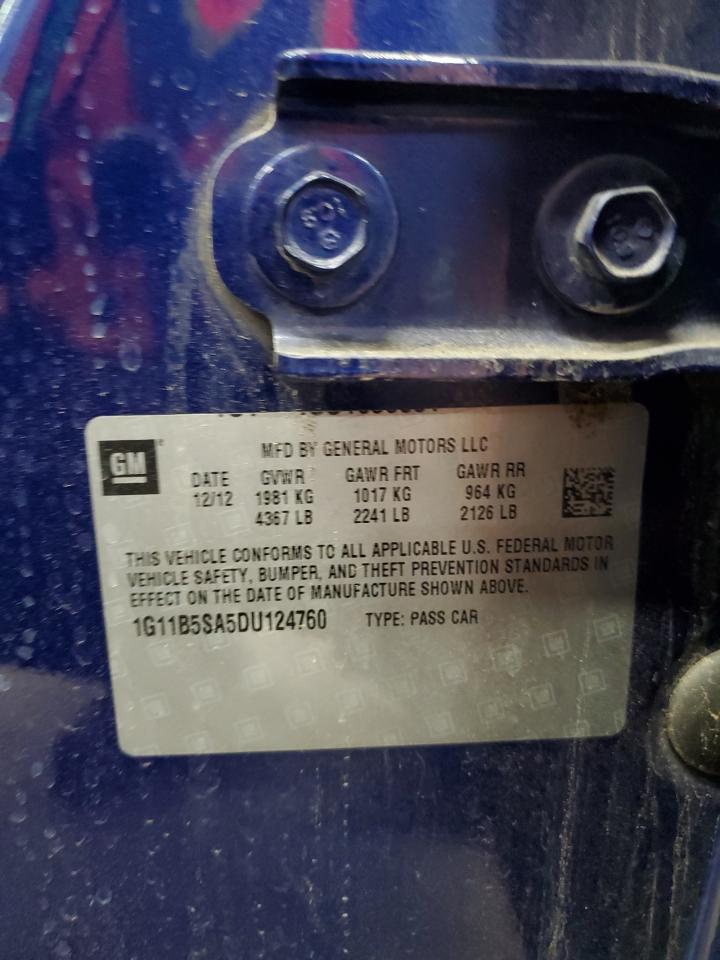 GM
MFD BY GENERAL MOTORS LLC
DATE GVWR GAWR FRT GAWR RR
12/12 1981 KG 1017 KG 964 KG
4367 LB 2241 LB 2126 LB
THIS VEHICLE CONFORMS TO ALL APPLICABLE U.S. FEDERAL MOTOR
VEHICLE SAFETY, BUMPER, AND THEFT PREVENTION STANDARDS IN
EFFECT ON THE DATE OF MANUFACTURE SHOWN ABOVE.
1G11B5SA5DU124760 TYPE: PASS CAR